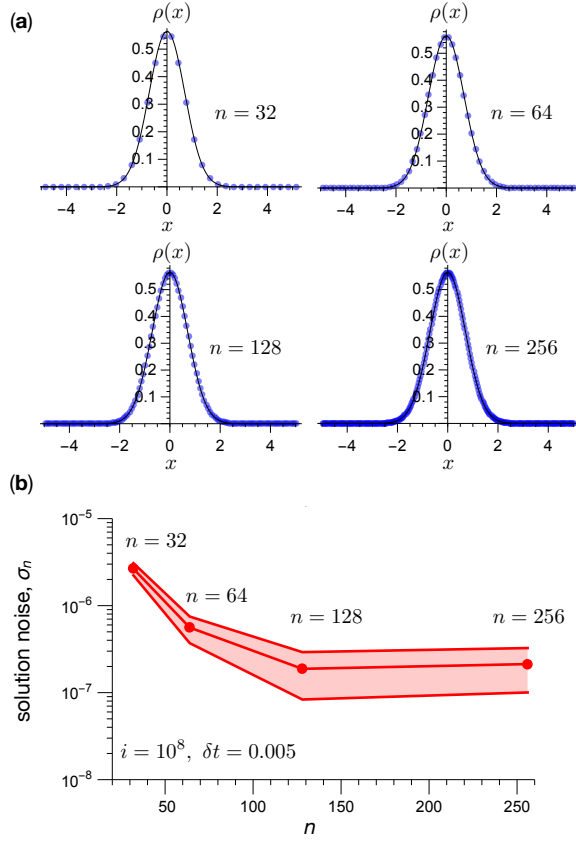 (a)
ρ(x)
0.5
0.4
0.3
0.2
0.1
n = 32
−4 −2 0 2 4
x
ρ(x)
0.5
0.4
0.3
0.2
0.1
n = 64
−4 −2 0 2 4
x
ρ(x)
0.5
0.4
0.3
0.2
0.1
n = 128
−4 −2 0 2 4
x
ρ(x)
0.5
0.4
0.3
0.2
0.1
n = 256
−4 −2 0 2 4
x
(b)
solution noise, σₙ
10⁻⁵
10⁻⁶
10⁻⁷
10⁻⁸
n = 32
n = 64
n = 128
n = 256
i = 10⁸, δt = 0.005
50 100 150 200 250
n